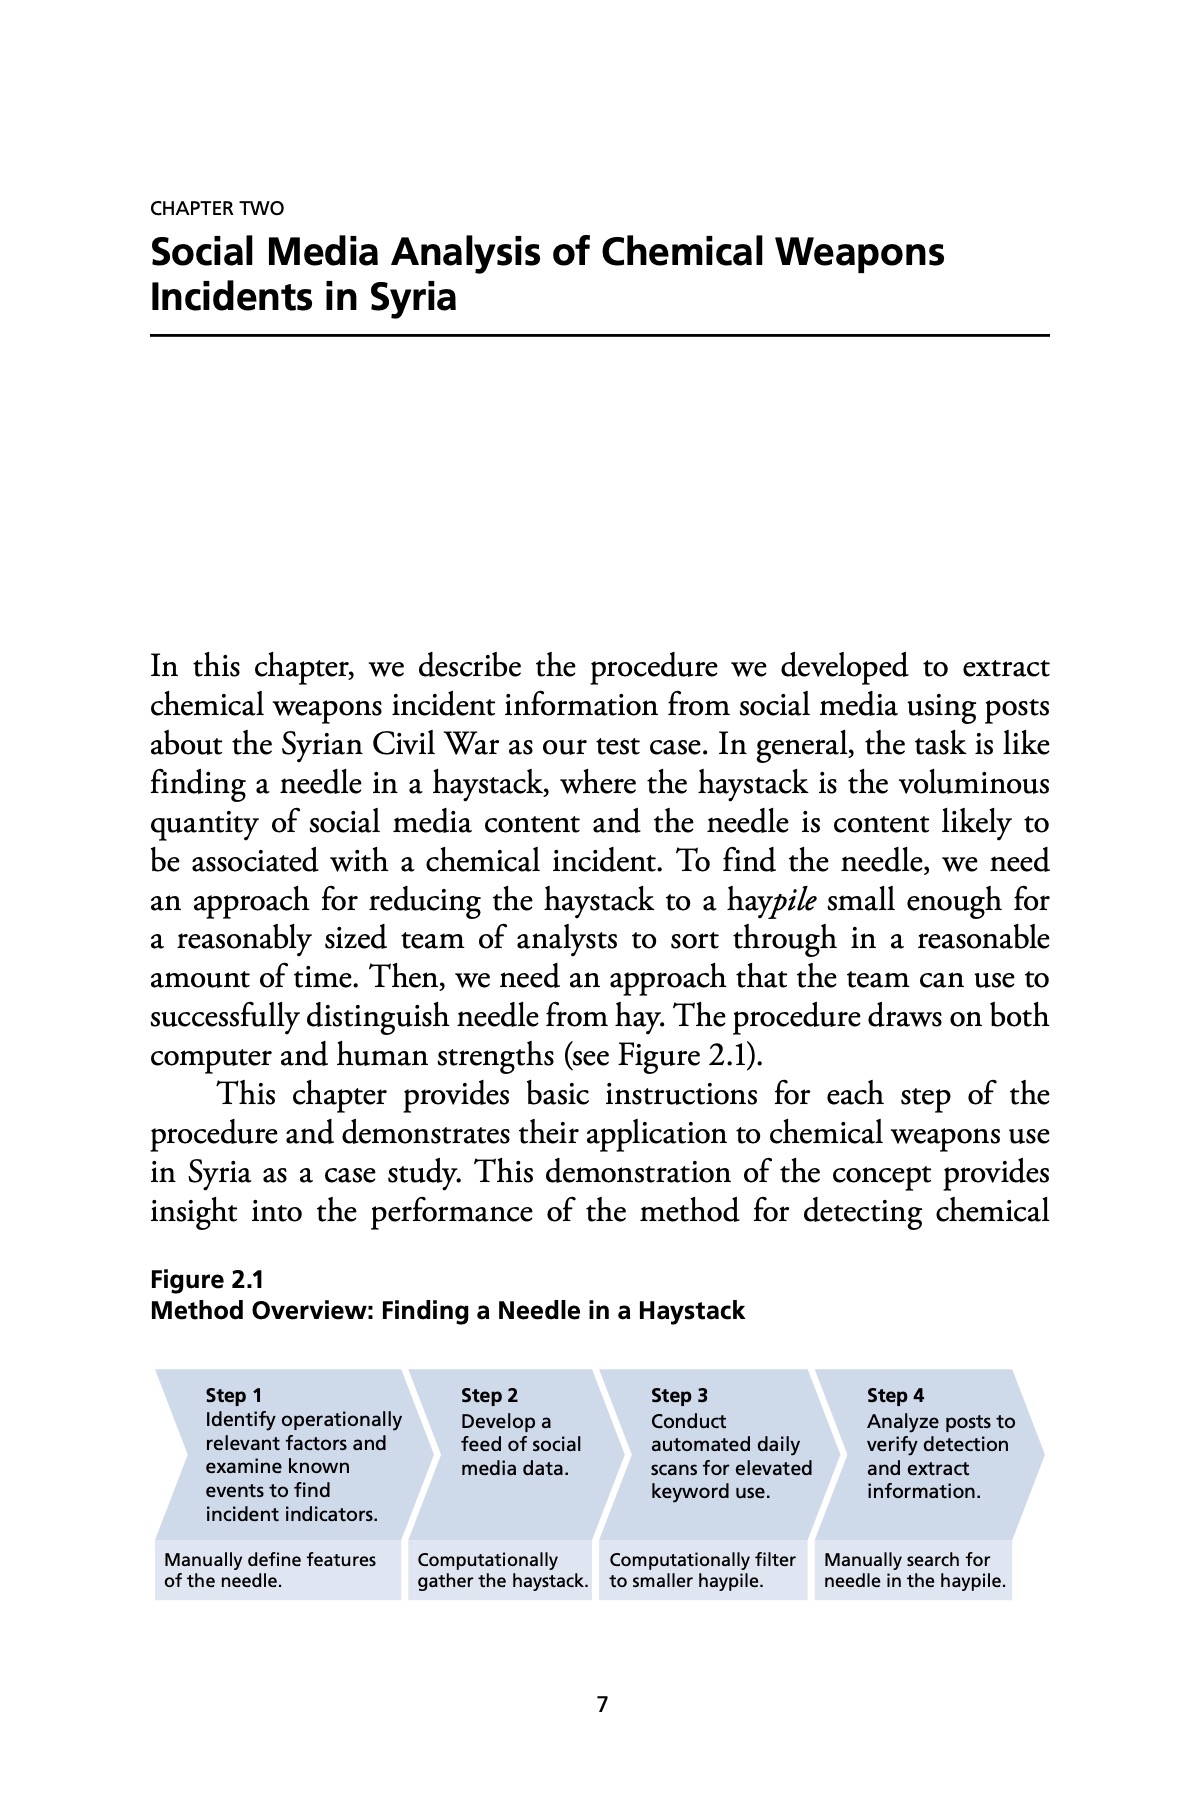 CHAPTER TWO
Social Media Analysis of Chemical Weapons
Incidents in Syria
In this chapter, we describe the procedure we developed to extract
chemical weapons incident information from social media using posts
about the Syrian Civil War as our test case. In general, the task is like
finding a needle in a haystack, where the haystack is the voluminous
quantity of social media content and the needle is content likely to
be associated with a chemical incident. To find the needle, we need
an approach for reducing the haystack to a haypile small enough for
a reasonably sized team of analysts to sort through in a reasonable
amount of time. Then, we need an approach that the team can use to
successfully distinguish needle from hay. The procedure draws on both
computer and human strengths (see Figure 2.1).
This chapter provides basic instructions for each step of the
procedure and demonstrates their application to chemical weapons use
in Syria as a case study. This demonstration of the concept provides
insight into the performance of the method for detecting chemical
Figure 2.1
Method Overview: Finding a Needle in a Haystack
Step 1
Identify operationally
relevant factors and
examine known
events to find
incident indicators.
Manually define features
of the needle.
Step 2
Develop a
feed of social
media data.
Computationally
gather the haystack.
Step 3
Conduct
automated daily
scans for elevated
keyword use.
Computationally filter
to smaller haypile.
Step 4
Analyze posts to
verify detection
and extract
information.
Manually search for
needle in the haypile.
7